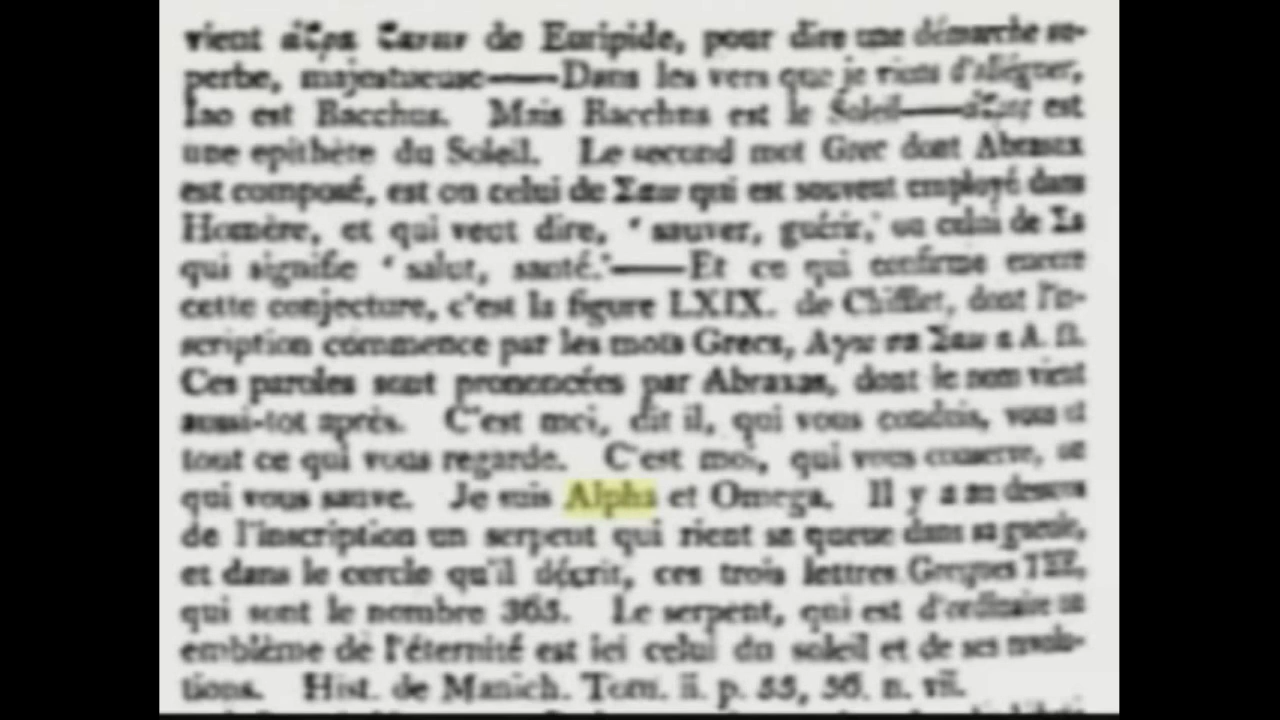 vient de Euripide, pour dire une démarche su-
perbe, majestueuse——Dans les vers que je viens d'alléguer,
Iao est Bacchus. Mais Bacchus est le Soleil—— est
une epithète du Soleil. Le second mot Grec dont Abraxax
est composé, est ou celui de Σαω qui est souvent employé dans
Homère, et qui veut dire, ' sauver, guérir,' ou celui de Σα
qui signifie ' salut, santé.'——Et ce qui confirme encore
cette conjecture, c'est la figure LXIX. de Chifflet, dont l'in-
scription commence par les mots Grecs, Σαω A. Ω.
Ces paroles sont prononcées par Abraxas, dont le nom vient
aussi-tot après. C'est moi, dit il, qui vous conduis, vous et
tout ce qui vous regarde. C'est moi, qui vous conserve, ou
qui vous sauve. Je suis Alpha et Omega. Il y a au dessous
de l'inscription un serpent qui tient sa queue dans sa gueule,
et dans le cercle qu'il décrit, ces trois lettres Greques
qui sont le nombre 365. Le serpent, qui est d'ordinaire un
emblème de l'éternité est ici celui du soleil et de ses revolu-
tions. Hist. de Manich. Tom. ii. p. 55, 56. n. vii.